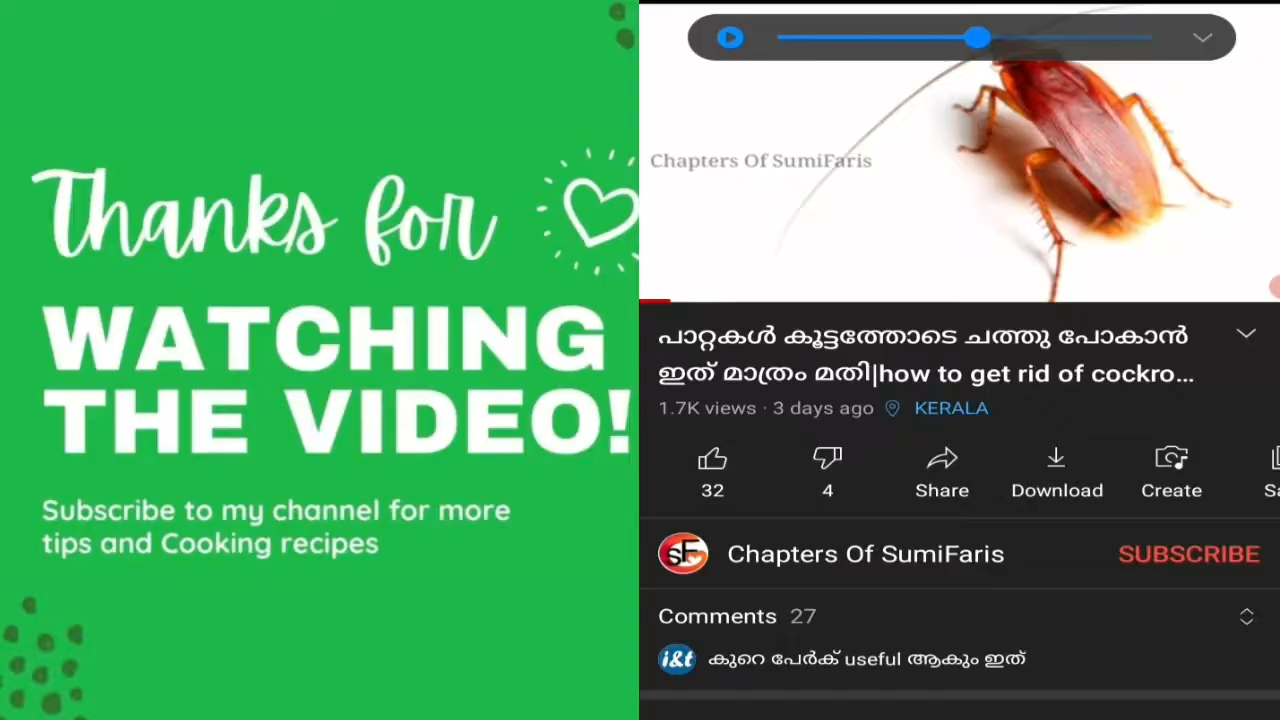 Thanks for
WATCHING
THE VIDEO!
Subscribe to my channel for more
tips and Cooking recipes
Chapters Of SumiFaris
പാറ്റകൾ കൂട്ടത്തോടെ ചത്തു പോകാൻ
ഇത് മാത്രം മതി|how to get rid of cockro...
1.7K views · 3 days ago KERALA
32 4 Share Download Create Sa
SF Chapters Of SumiFaris SUBSCRIBE
Comments 27
i&t കുറെ പേർക് useful ആകും ഇത്